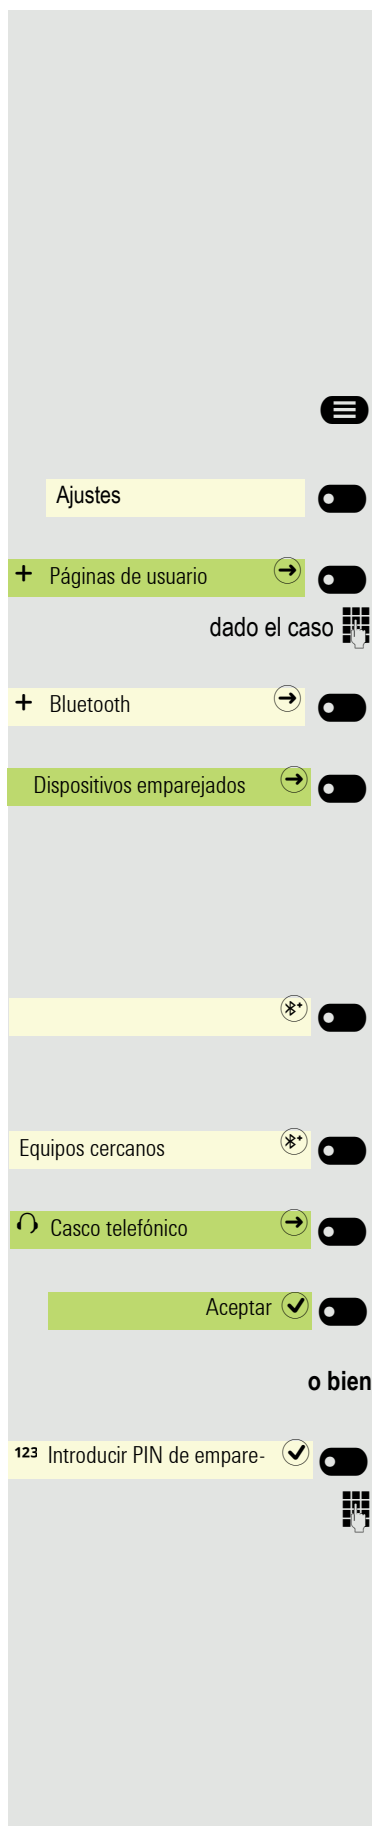 Ajustes
+ Páginas de usuario
dado el caso
+ Bluetooth
Dispositivos emparejados
Equipos cercanos
Casco telefónico
Aceptar
o bien
123 Introducir PIN de empare-